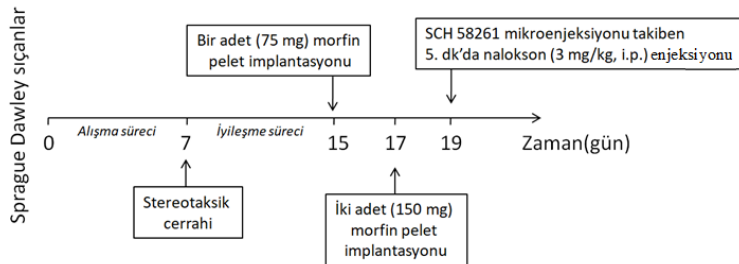 Sprague Dawley sıçanlar
Bir adet (75 mg) morfin
pelet implantasyonu
SCH 58261 mikroenjeksiyonu takiben
5. dk'da nalokson (3 mg/kg, i.p.) enjeksiyonu
Alışma süreci
İyileşme süreci
0 7 15 17 19 Zaman(gün)
Stereotaksik
cerrahi
İki adet (150 mg)
morfin pelet
implantasyonu